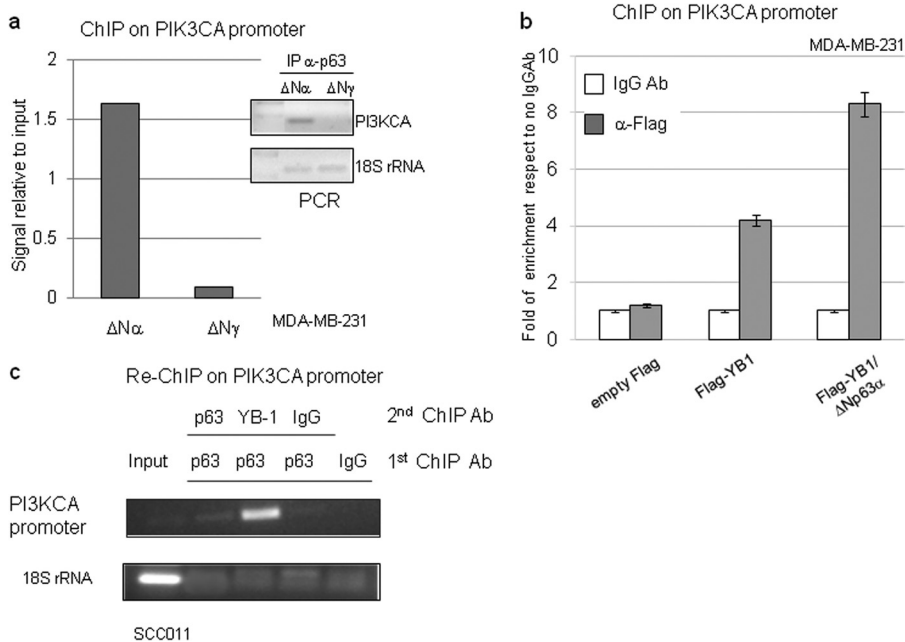 a
ChIP on PIK3CA promoter
2
1.5
1
0.5
0
Signal relative to input
ΔNα
ΔNγ
MDA-MB-231
IP α-p63
ΔNα ΔNγ
PI3KCA
18S rRNA
PCR
b
ChIP on PIK3CA promoter
MDA-MB-231
10
8
6
4
2
0
Fold of enrichment respect to no IgGAb
IgG Ab
α-Flag
empty Flag
Flag-YB1
Flag-YB1/
ΔNp63α
c
Re-ChIP on PIK3CA promoter
p63 YB-1 IgG 2nd ChIP Ab
Input p63 p63 p63 IgG 1st ChIP Ab
PI3KCA
promoter
18S rRNA
SCC011